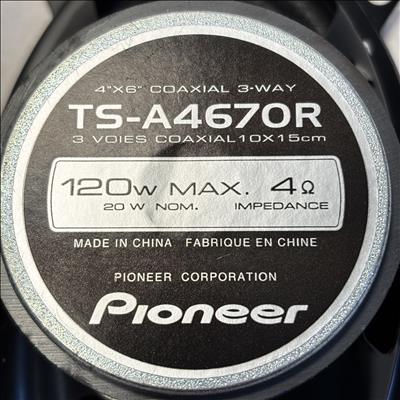 4"X6" COAXIAL 3-WAY
TS-A4670R
3 VOIES COAXIAL 10X15cm
120W MAX. 4Ω
20 W NOM. IMPEDANCE
MADE IN CHINA FABRIQUE EN CHINE
PIONEER CORPORATION
Pioneer